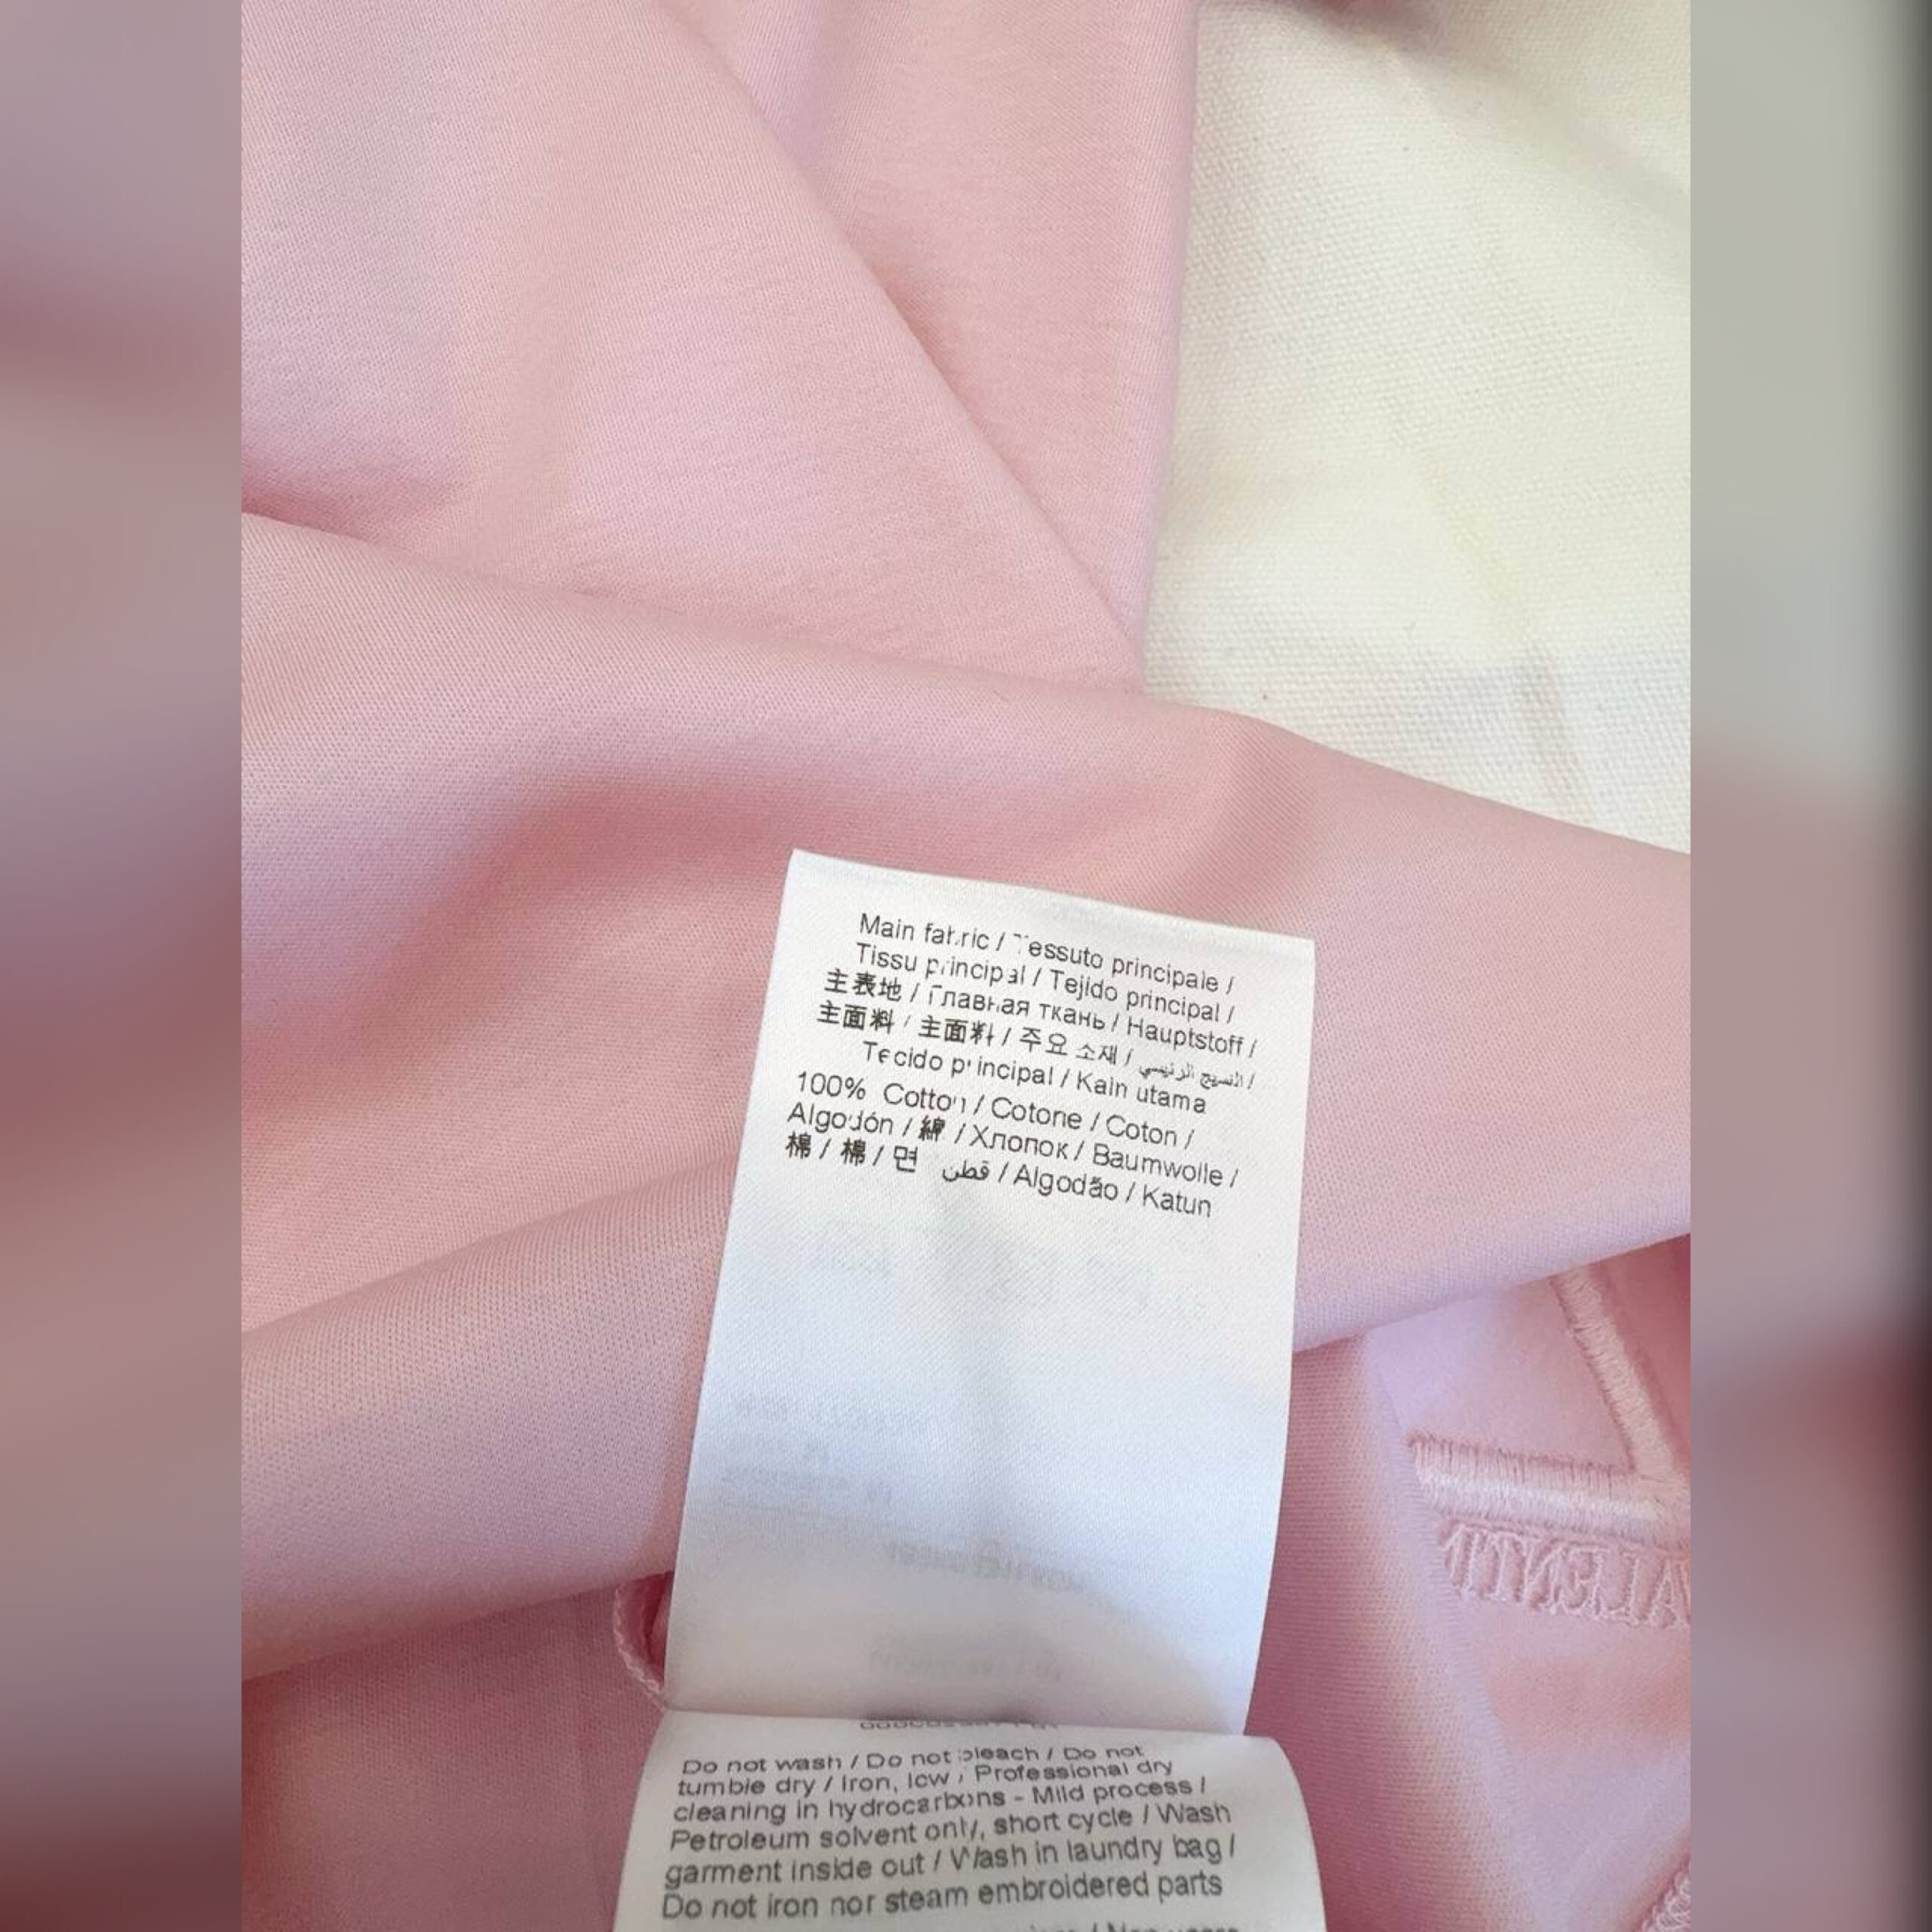 Main fabric / Tessuto principale /
Tissu principal / Tejido principal /
主表地 / Главная ткань / Hauptstoff /
主面料 / 主面料 / 주요 소재 / النسيج الرئيسي /
Tecido principal / Kain utama
100% Cotton / Cotone / Coton /
Algodón / 綿 / Хлопок / Baumwolle /
棉 / 棉 / 면 قطن / Algodão / Katun
Do not wash / Do not bleach / Do not
tumble dry / Iron, low / Professional dry
cleaning in hydrocarbons - Mild process /
Petroleum solvent only, short cycle / Wash
garment inside out / Wash in laundry bag /
Do not iron nor steam embroidered parts